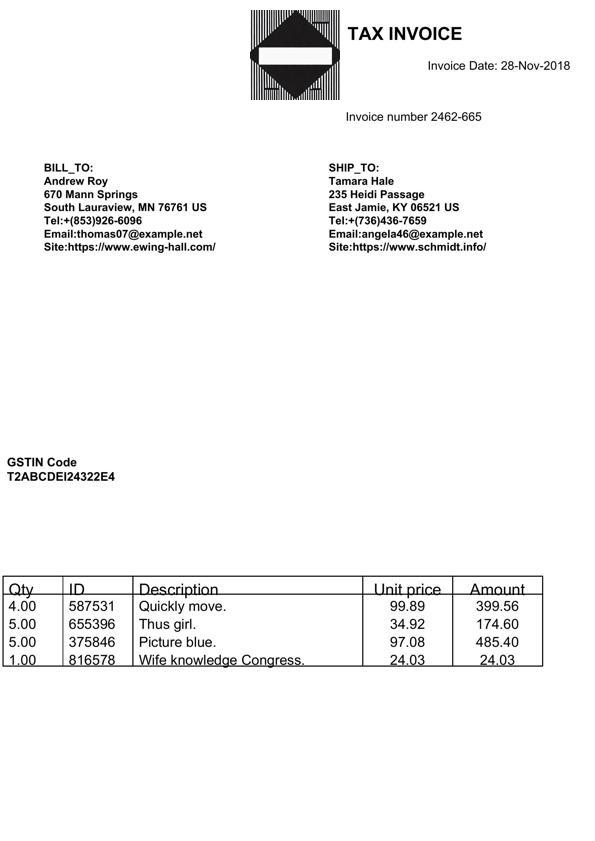 TAX INVOICE
Invoice Date: 28-Nov-2018
Invoice number 2462-665
BILL_TO:
Andrew Roy
670 Mann Springs
South Lauraview, MN 76761 US
Tel:+(853)926-6096
Email:thomas07@example.net
Site:https://www.ewing-hall.com/
SHIP_TO:
Tamara Hale
235 Heidi Passage
East Jamie, KY 06521 US
Tel:+(736)436-7659
Email:angela46@example.net
Site:https://www.schmidt.info/
GSTIN Code
T2ABCDEI24322E4
Qty ID Description Unit price Amount
4.00 587531 Quickly move. 99.89 399.56
5.00 655396 Thus girl. 34.92 174.60
5.00 375846 Picture blue. 97.08 485.40
1.00 816578 Wife knowledge Congress. 24.03 24.03